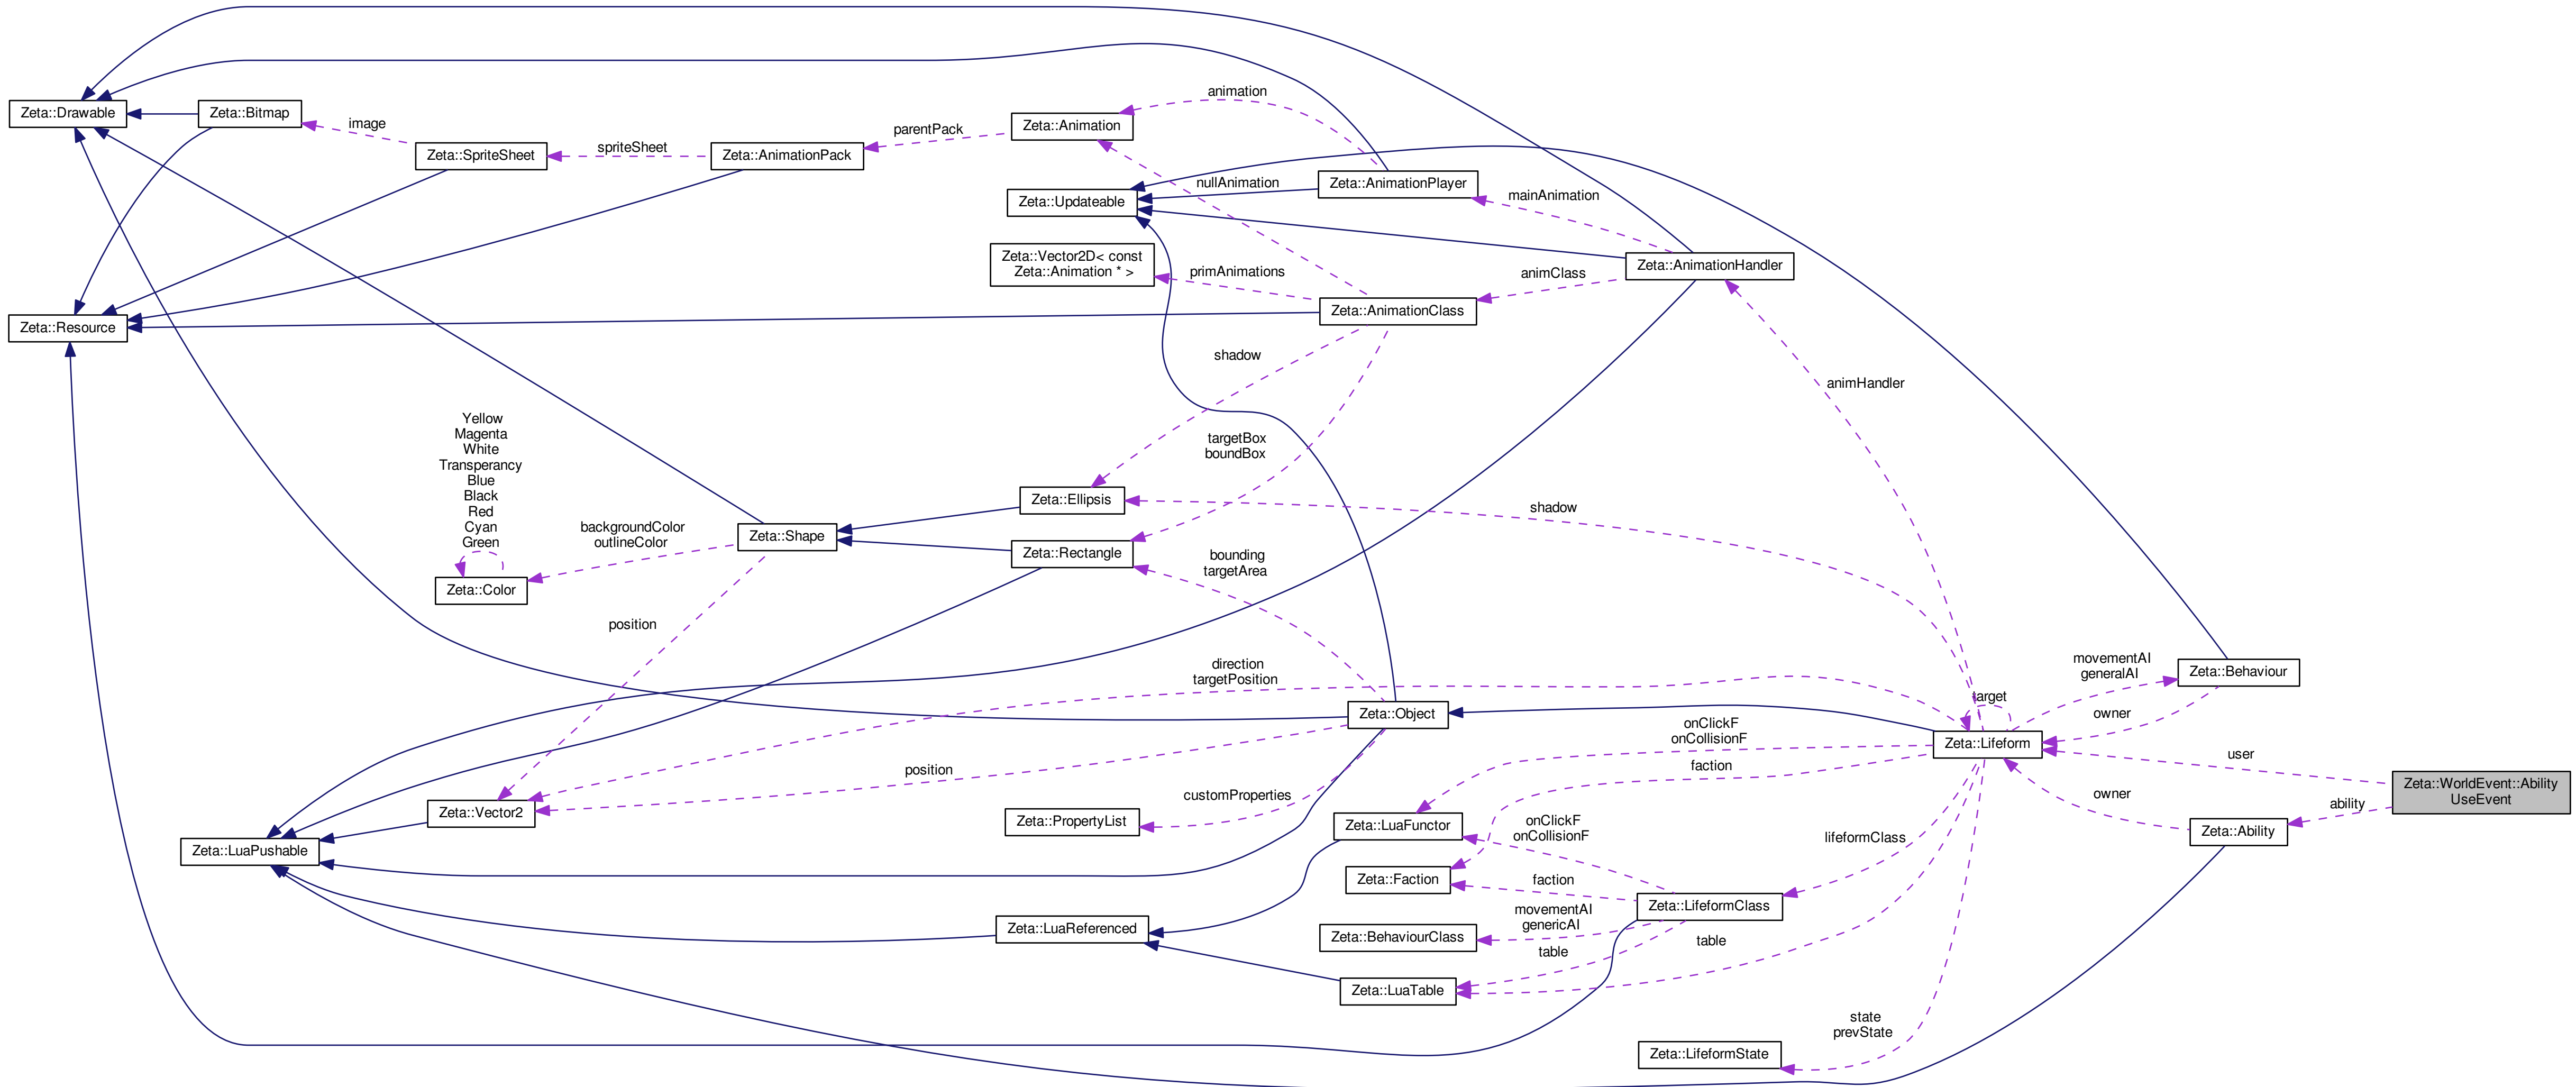 Zeta::Drawable
Zeta::Bitmap
image
Zeta::SpriteSheet
spriteSheet
Zeta::AnimationPack
parentPack
Zeta::Animation
animation
Zeta::Updateable
nullAnimation
Zeta::AnimationPlayer
mainAnimation
Zeta::Vector2D< const
Zeta::Animation * >
primAnimations
Zeta::AnimationClass
animClass
Zeta::AnimationHandler
Zeta::Resource
shadow
animHandler
targetBox
boundBox
Yellow
Magenta
White
Transperancy
Blue
Black
Red
Cyan
Green
Zeta::Color
backgroundColor
outlineColor
Zeta::Shape
Zeta::Ellipsis
shadow
Zeta::Rectangle
bounding
targetArea
position
direction
targetPosition
Zeta::Object
movementAI
generalAI
Zeta::Behaviour
target
owner
Zeta::Lifeform
onClickF
onCollisionF
faction
user
Zeta::WorldEvent::Ability
UseEvent
ability
owner
Zeta::Ability
position
Zeta::Vector2
customProperties
Zeta::PropertyList
Zeta::LuaFunctor
onClickF
onCollisionF
lifeformClass
Zeta::LuaPushable
Zeta::Faction
faction
Zeta::LifeformClass
Zeta::LuaReferenced
Zeta::BehaviourClass
movementAI
genericAI
table
table
Zeta::LuaTable
state
prevState
Zeta::LifeformState